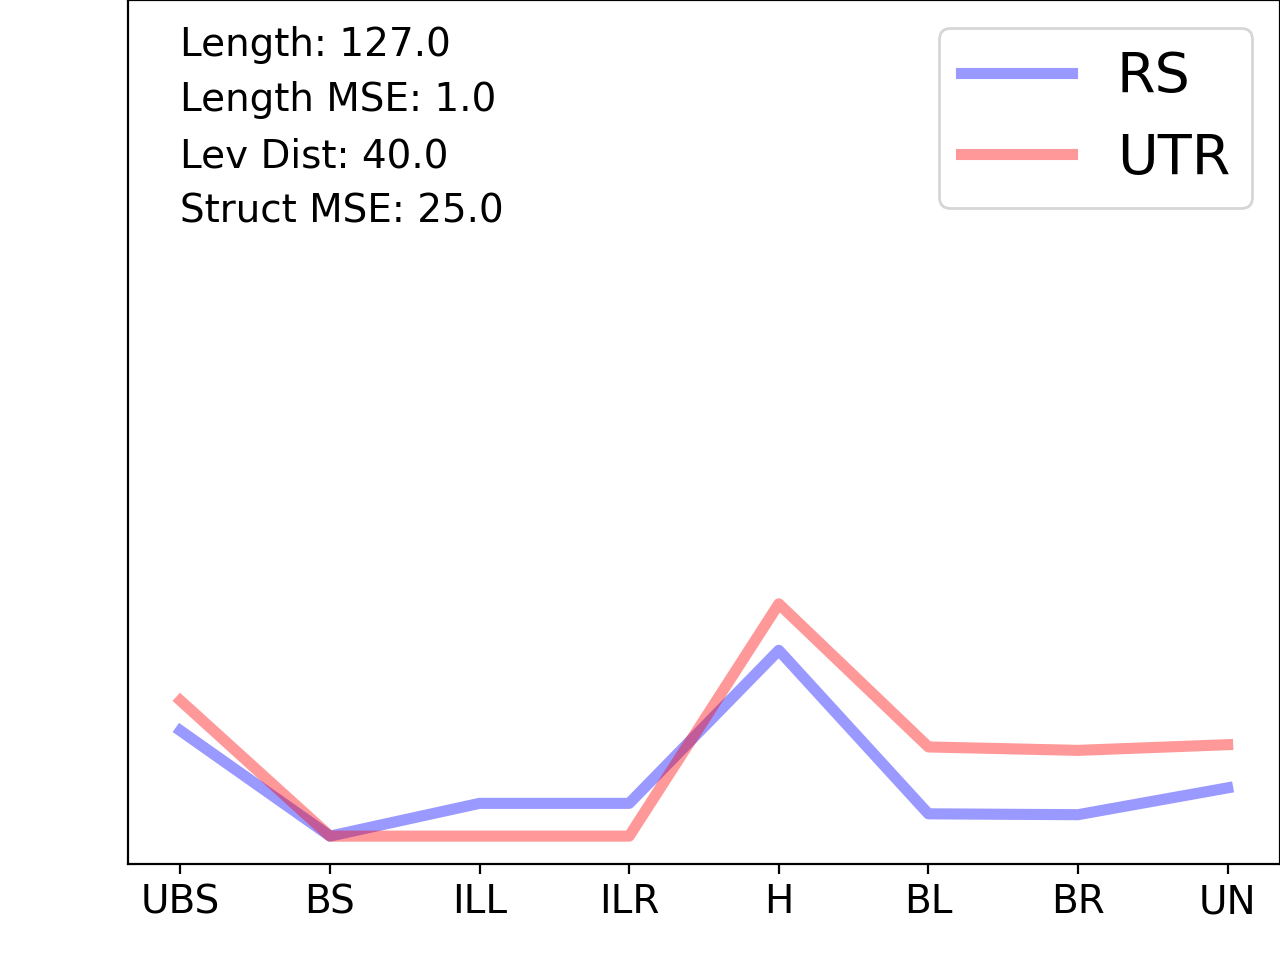 Length: 127.0
Length MSE: 1.0
Lev Dist: 40.0
Struct MSE: 25.0
RS
UTR
UBS BS ILL ILR H BL BR UN